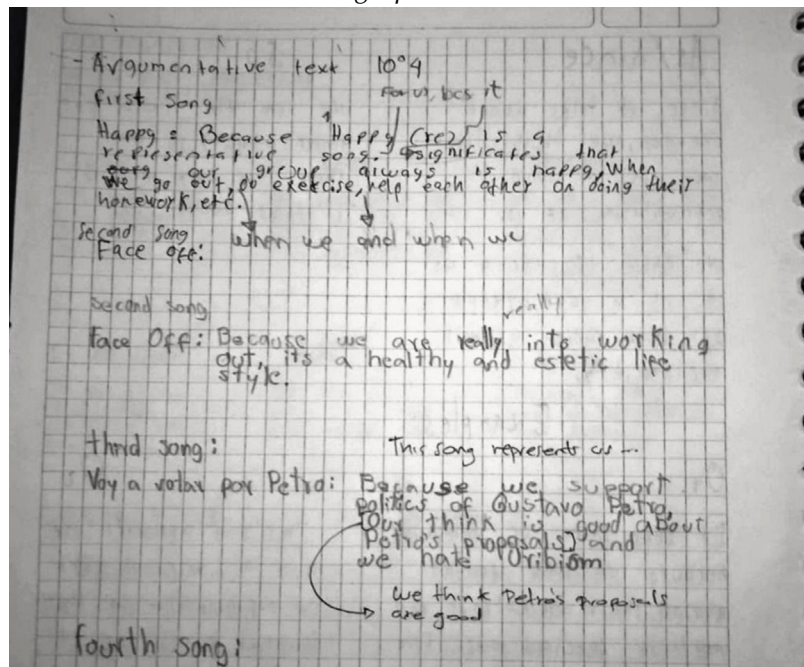 - Argumentative text 10°4
for us, bcs it
first song
Happy = Because Happy (re) is a
representative song. significates that
our group always is happy, when
we go out, do exercise, help each other on doing their
homework, etc.
second song when we and when we
Face off:
second song really
Face Off: Because we are really into working
out, its a healthy and estetic life
style.
third song: This song represents us --
Voy a votar por Petro: Because we support
politics of Gustavo Petro,
Our think is good about
Petro's proposals] and
we hate Uribism
we think Petro's proposals
are good
fourth song: